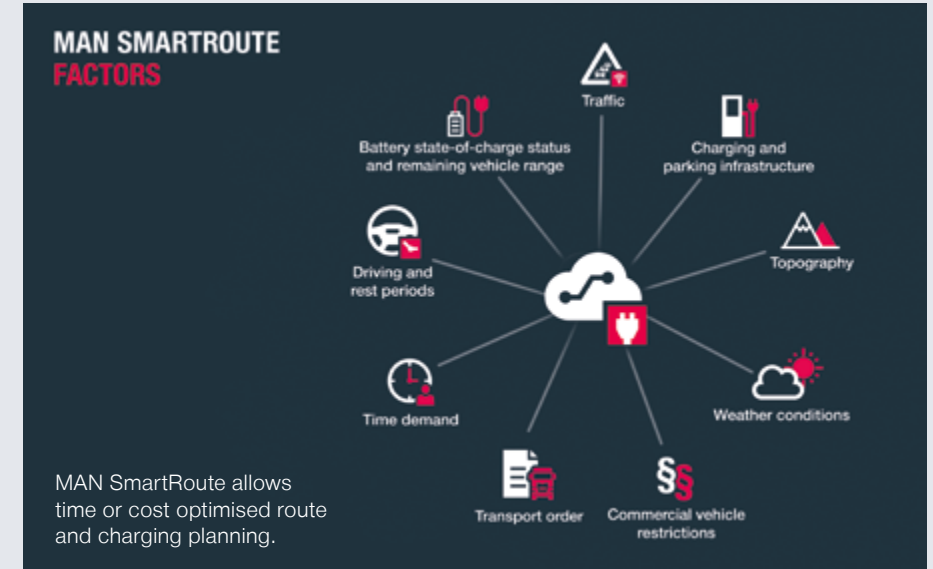 MAN SMARTROUTE
FACTORS
Traffic
Battery state-of-charge status
and remaining vehicle range
Charging and
parking infrastructure
Driving and
rest periods
Topography
Time demand
Weather conditions
Transport order
Commercial vehicle
restrictions
§§
MAN SmartRoute allows
time or cost optimised route
and charging planning.